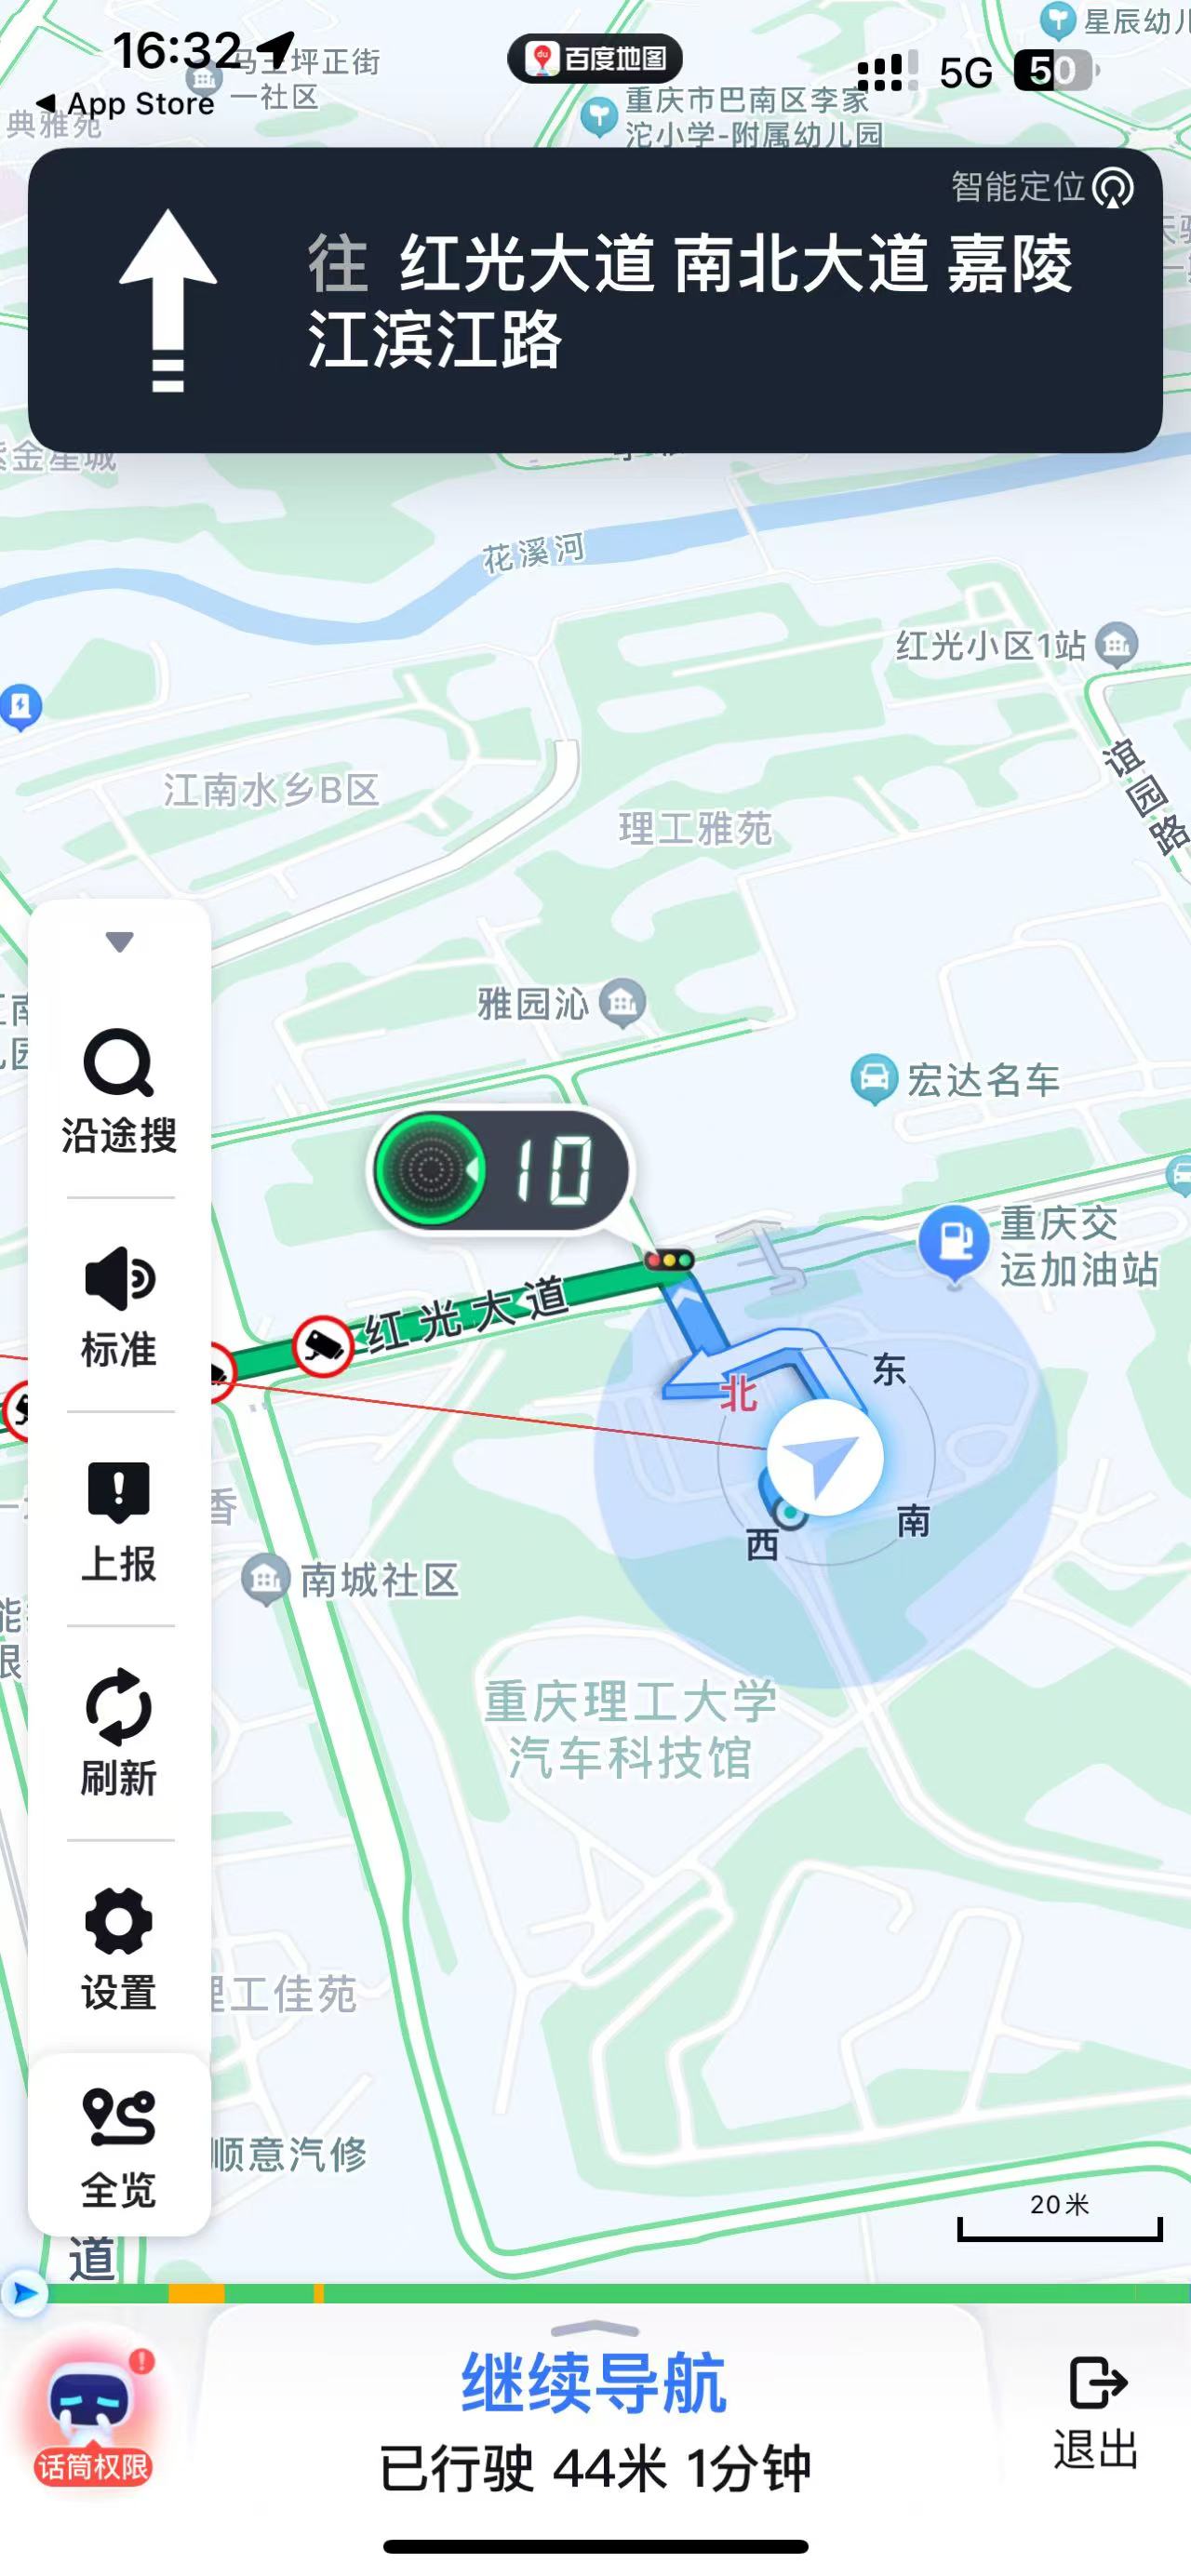 16:32
百度地图
5G
50
App Store
星辰幼儿
马王坪正街
一社区
典雅苑
重庆市巴南区李家
沱小学-附属幼儿园
智能定位
往 红光大道 南北大道 嘉陵
江滨江路
紫金星城
花溪河
红光小区1站
谊园路
江南水乡B区
理工雅苑
雅园沁
宏达名车
沿途搜
10
重庆交
运加油站
标准
红光大道
东
北
南
西
香
上报
南城社区
重庆理工大学
汽车科技馆
刷新
设置
理工佳苑
顺意汽修
全览
20米
道
继续导航
话筒权限
已行驶 44米 1分钟
退出